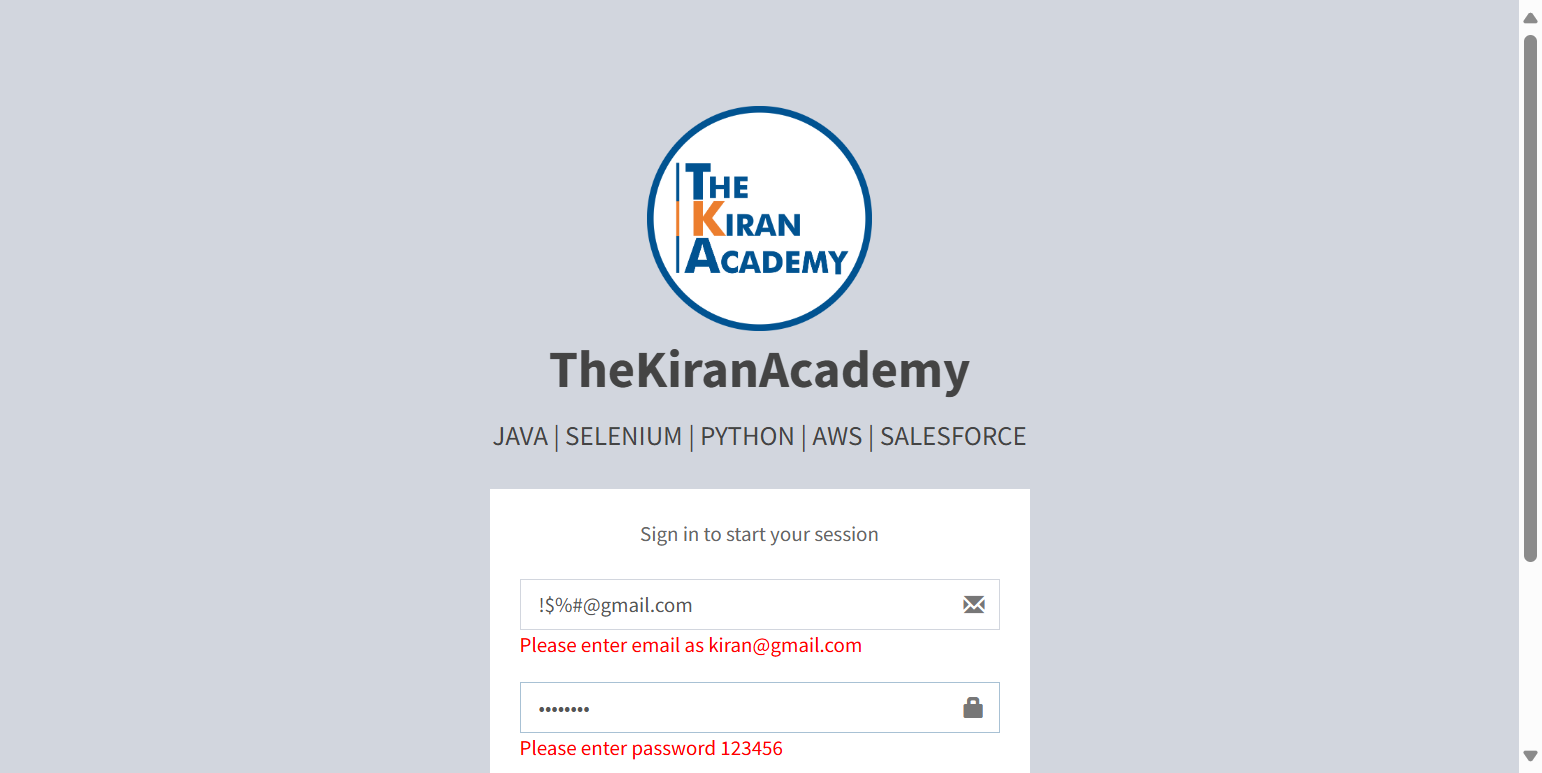 THE
KIRAN
ACADEMY
TheKiranAcademy
JAVA | SELENIUM | PYTHON | AWS | SALESFORCE
Sign in to start your session
!$%#@gmail.com
Please enter email as kiran@gmail.com
••••••••
Please enter password 123456